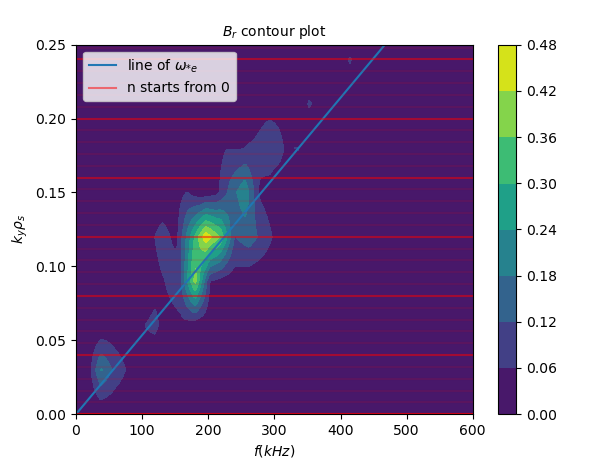 B_r contour plot
line of ω_{*e}
n starts from 0
k_yρ_s
0.25
0.20
0.15
0.10
0.05
0.00
0 100 200 300 400 500 600
f(kHz)
0.48
0.42
0.36
0.30
0.24
0.18
0.12
0.06
0.00